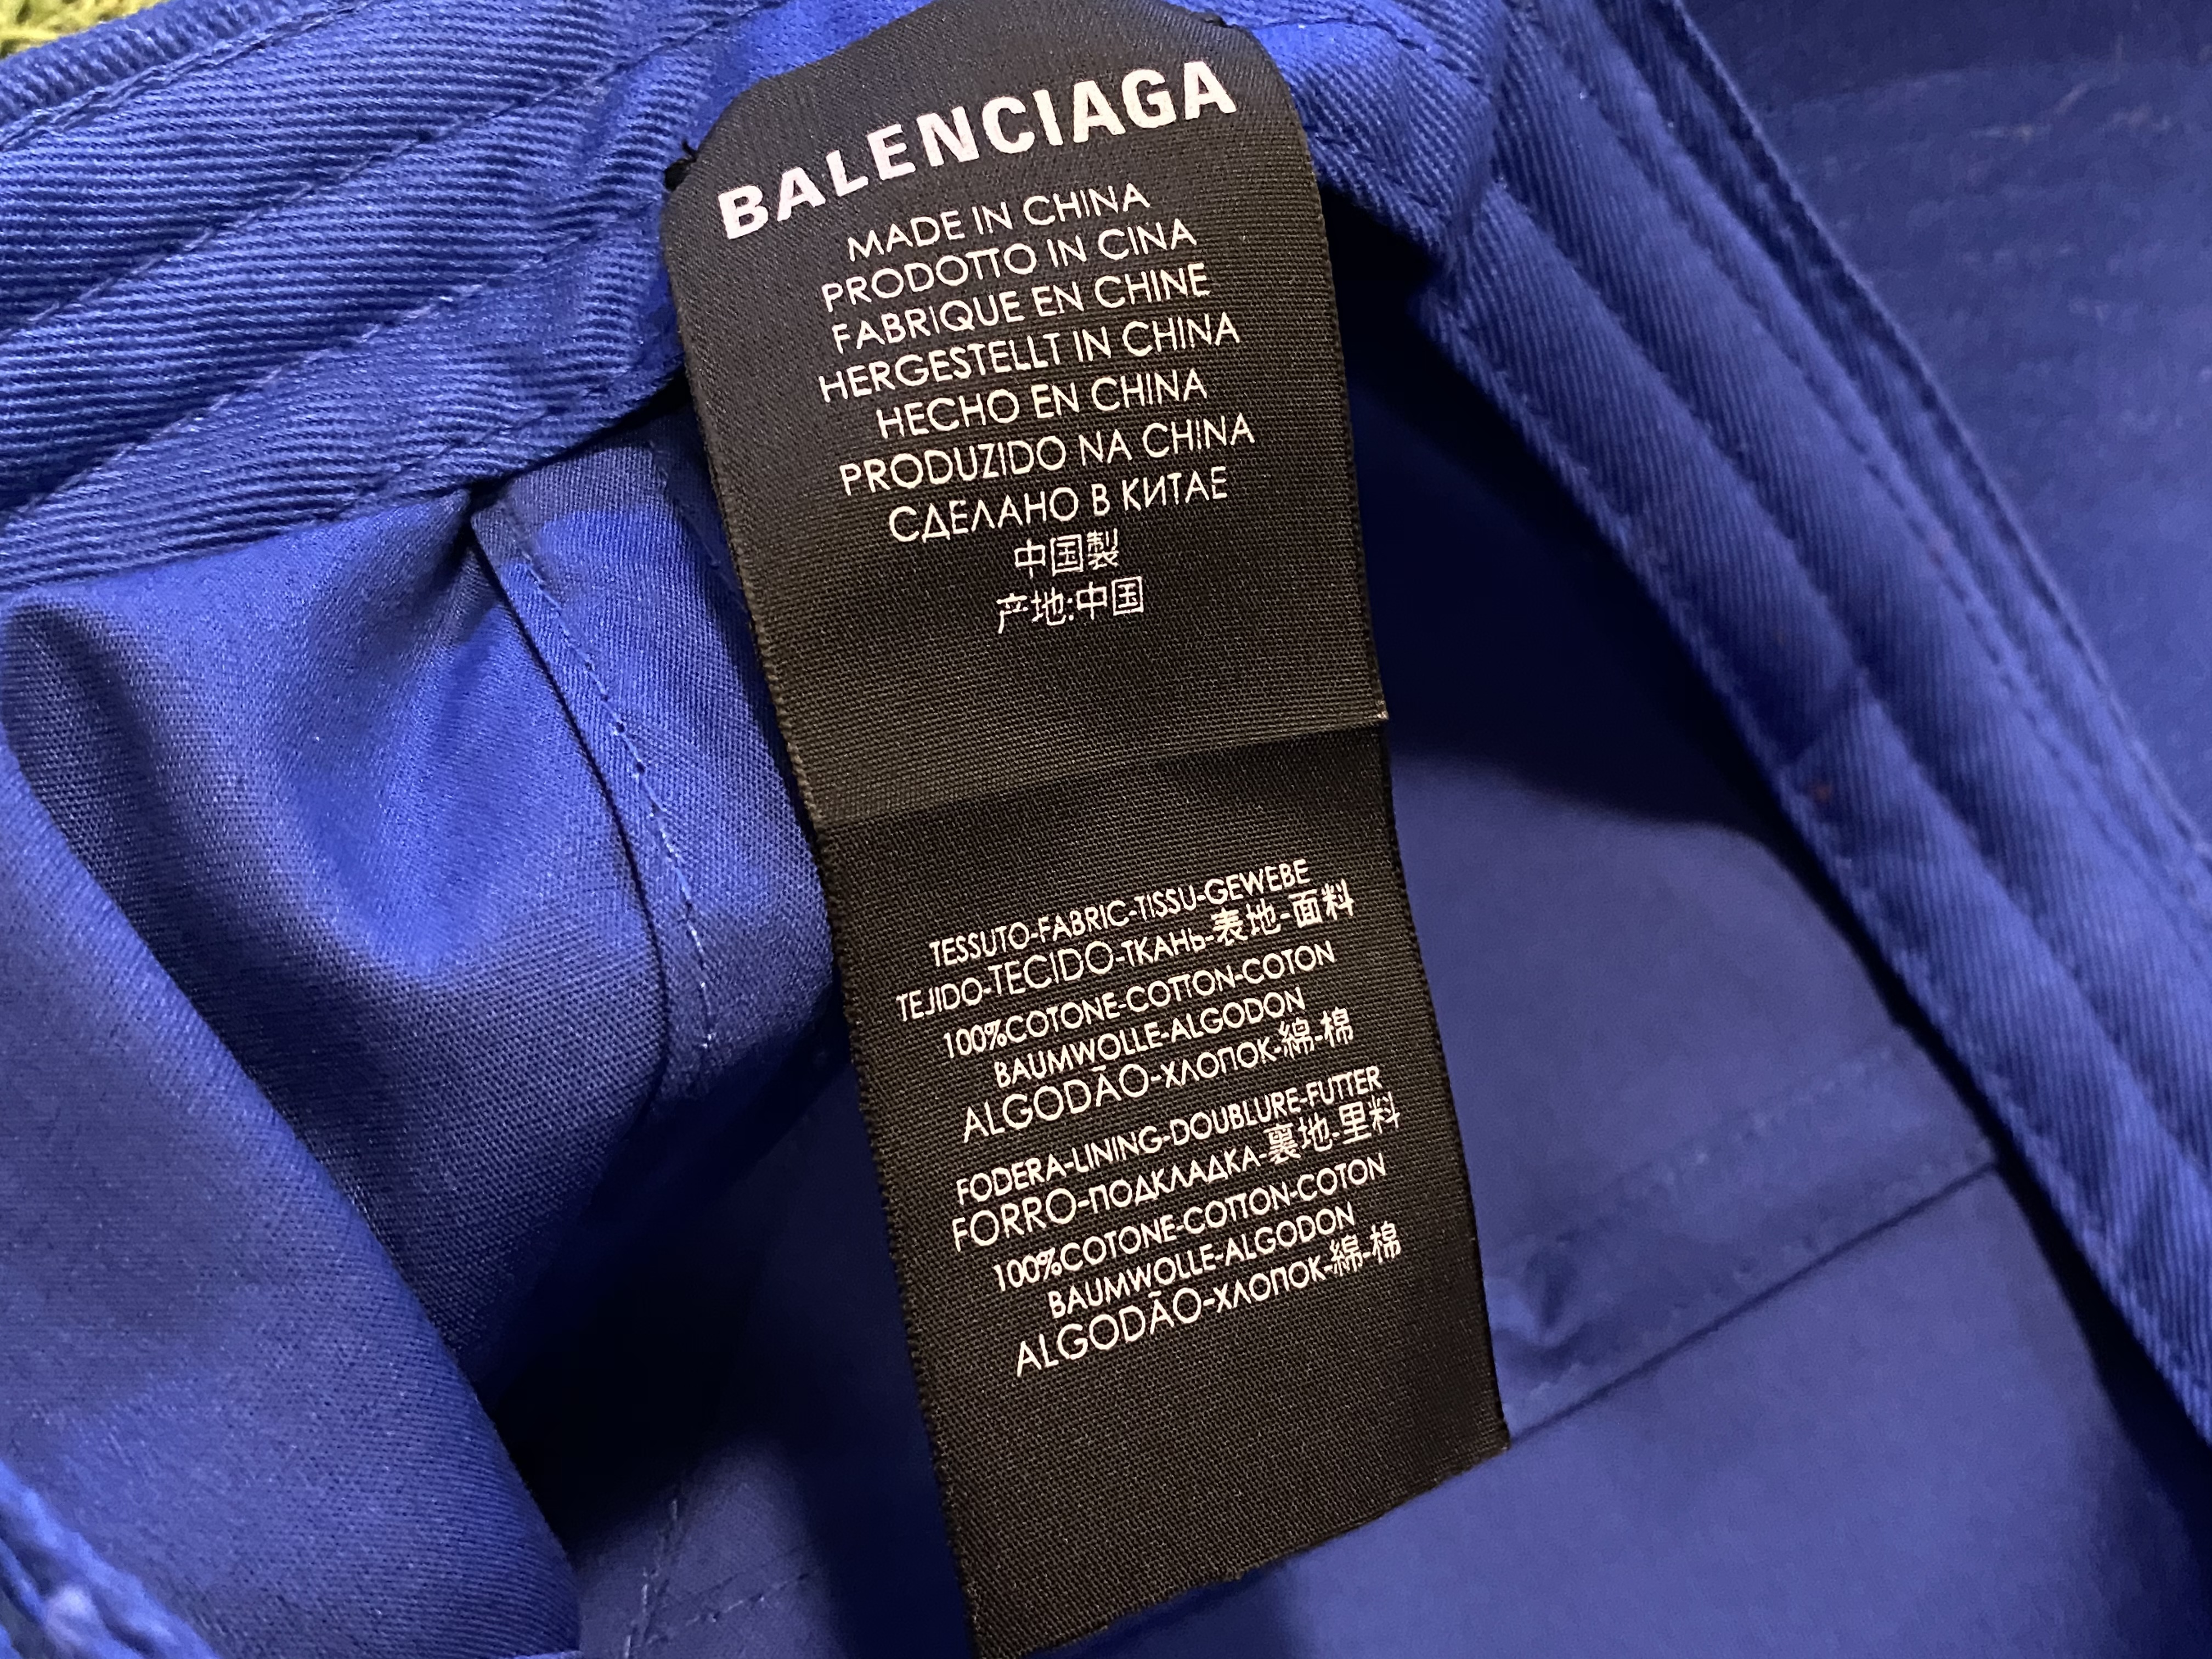 BALENCIAGA
MADE IN CHINA
PRODOTTO IN CINA
FABRIQUE EN CHINE
HERGESTELLT IN CHINA
HECHO EN CHINA
PRODUZIDO NA CHINA
СДЕЛАНО В КИТАЕ
中国製
产地:中国
TESSUTO-FABRIC-TISSU-GEWEBE
TEJIDO-TECIDO-ТКАНЬ-表地-面料
100%COTONE-COTTON-COTON
BAUMWOLLE-ALGODON
ALGODÃO-ХЛОПОК-綿-棉
FODERA-LINING-DOUBLURE-FUTTER
FORRO-ПОДКЛАДКА-裏地-里料
100%COTONE-COTTON-COTON
BAUMWOLLE-ALGODON
ALGODÃO-ХЛОПОК-綿-棉